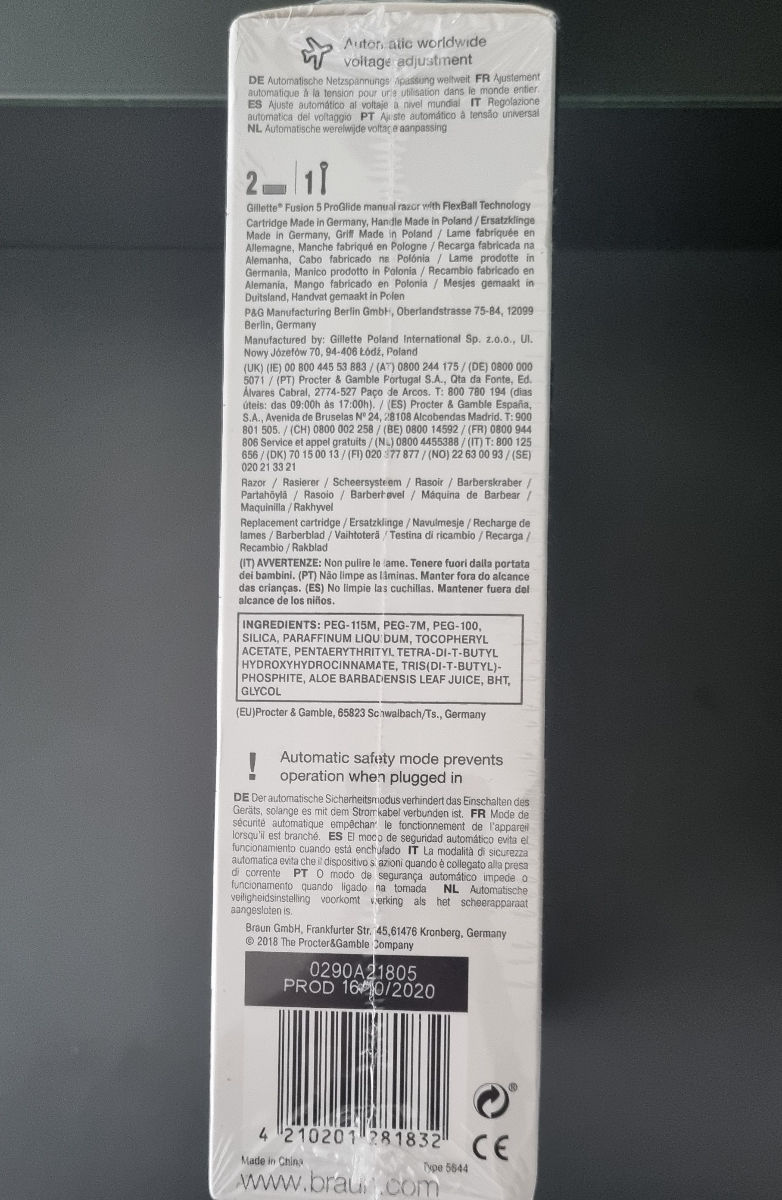 Automatic worldwide
voltage adjustment
DE Automatische Netzspannungs apassung weltweit FR Ajustement
automatique à la tension pour une utilisation dans le monde entier.
ES Ajuste automático al voltaje a nivel mundial IT Regolazione
automatica del voltaggio PT Ajuste automático à tensão universal
NL Automatische werelwijde voltage aanpassing
2 1
Gillette® Fusion 5 ProGlide manual razor with FlexBall Technology
Cartridge Made in Germany, Handle Made in Poland / Ersatzklinge
Made in Germany, Griff Made in Poland / Lame fabriquée en
Allemagne, Manche fabriqué en Pologne / Recarga fabricada na
Alemanha, Cabo fabricado na Polónia / Lame prodotte in
Germania, Manico prodotto in Polonia / Recambio fabricado en
Alemania, Mango fabricado en Polonia / Mesjes gemaakt in
Duitsland, Handvat gemaakt in Polen
P&G Manufacturing Berlin GmbH, Oberlandstrasse 75-84, 12099
Berlin, Germany
Manufactured by: Gillette Poland International Sp. z.o.o., Ul.
Nowy Józefów 70, 94-406 Łódź, Poland
(UK) (IE) 00 800 445 53 883 / (AT) 0800 244 175 / (DE) 0800 000
5071 / (PT) Procter & Gamble Portugal S.A., Qta da Fonte, Ed.
Álvares Cabral, 2774-527 Paço de Arcos. T: 800 780 194 (dias
úteis: das 09:00h às 17:00h). / (ES) Procter & Gamble España,
S.A., Avenida de Bruselas Nº 24, 28108 Alcobendas Madrid. T: 900
801 505. / (CH) 0800 002 258 / (BE) 0800 14592 / (FR) 0800 944
806 Service et appel gratuits / (NL) 0800 4455388 / (IT) T: 800 125
656 / (DK) 70 15 00 13 / (FI) 020 377 877 / (NO) 22 63 00 93 / (SE)
020 21 33 21
Razor / Rasierer / Scheersysteem / Rasoir / Barberskraber /
Partahöylä / Rasoio / Barberhøvel / Máquina de Barbear /
Maquinilla / Rakhyvel
Replacement cartridge / Ersatzklinge / Navulmesje / Recharge de
lames / Barberblad / Vaihtoterä / Testina di ricambio / Recarga /
Recambio / Rakblad
(IT) AVVERTENZE: Non pulire le lame. Tenere fuori dalla portata
dei bambini. (PT) Não limpe as lâminas. Manter fora do alcance
das crianças. (ES) No limpie las cuchillas. Mantener fuera del
alcance de los niños.
INGREDIENTS: PEG-115M, PEG-7M, PEG-100,
SILICA, PARAFFINUM LIQUIDUM, TOCOPHERYL
ACETATE, PENTAERYTHRITYL TETRA-DI-T-BUTYL
HYDROXYHYDROCINNAMATE, TRIS(DI-T-BUTYL)-
PHOSPHITE, ALOE BARBADENSIS LEAF JUICE, BHT,
GLYCOL
(EU)Procter & Gamble, 65823 Schwalbach/Ts., Germany
! Automatic safety mode prevents
operation when plugged in
DE Der automatische Sicherheitsmodus verhindert das Einschalten des
Geräts, solange es mit dem Stromkabel verbunden ist. FR Mode de
sécurité automatique empêchant le fonctionnement de l'appareil
lorsqu'il est branché. ES El modo de seguridad automático evita el
funcionamiento cuando está enchufado IT La modalità di sicurezza
automatica evita che il dispositivo si azioni quando è collegato alla presa
di corrente PT O modo de segurança automático impede o
funcionamento quando ligado na tomada NL Automatische
veiligheidsinstelling voorkomt werking als het scheerapparaat
aangesloten is.
Braun GmbH, Frankfurter Str. 145,61476 Kronberg, Germany
© 2018 The Procter&Gamble Company
0290A21805
PROD 16/10/2020
4 210201 281832
®
CE
Made in China
Type 5544
www.braun.com